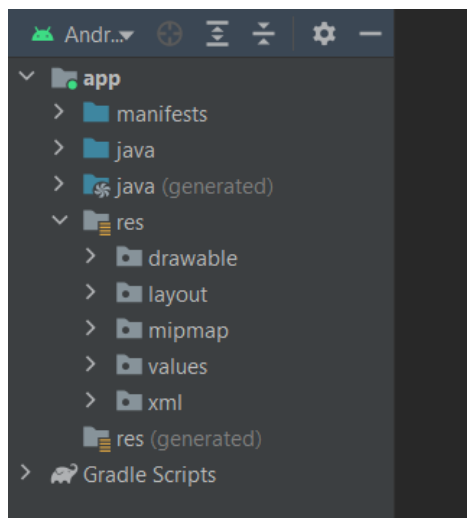 Andr...
app
manifests
java
java (generated)
res
drawable
layout
mipmap
values
xml
res (generated)
Gradle Scripts